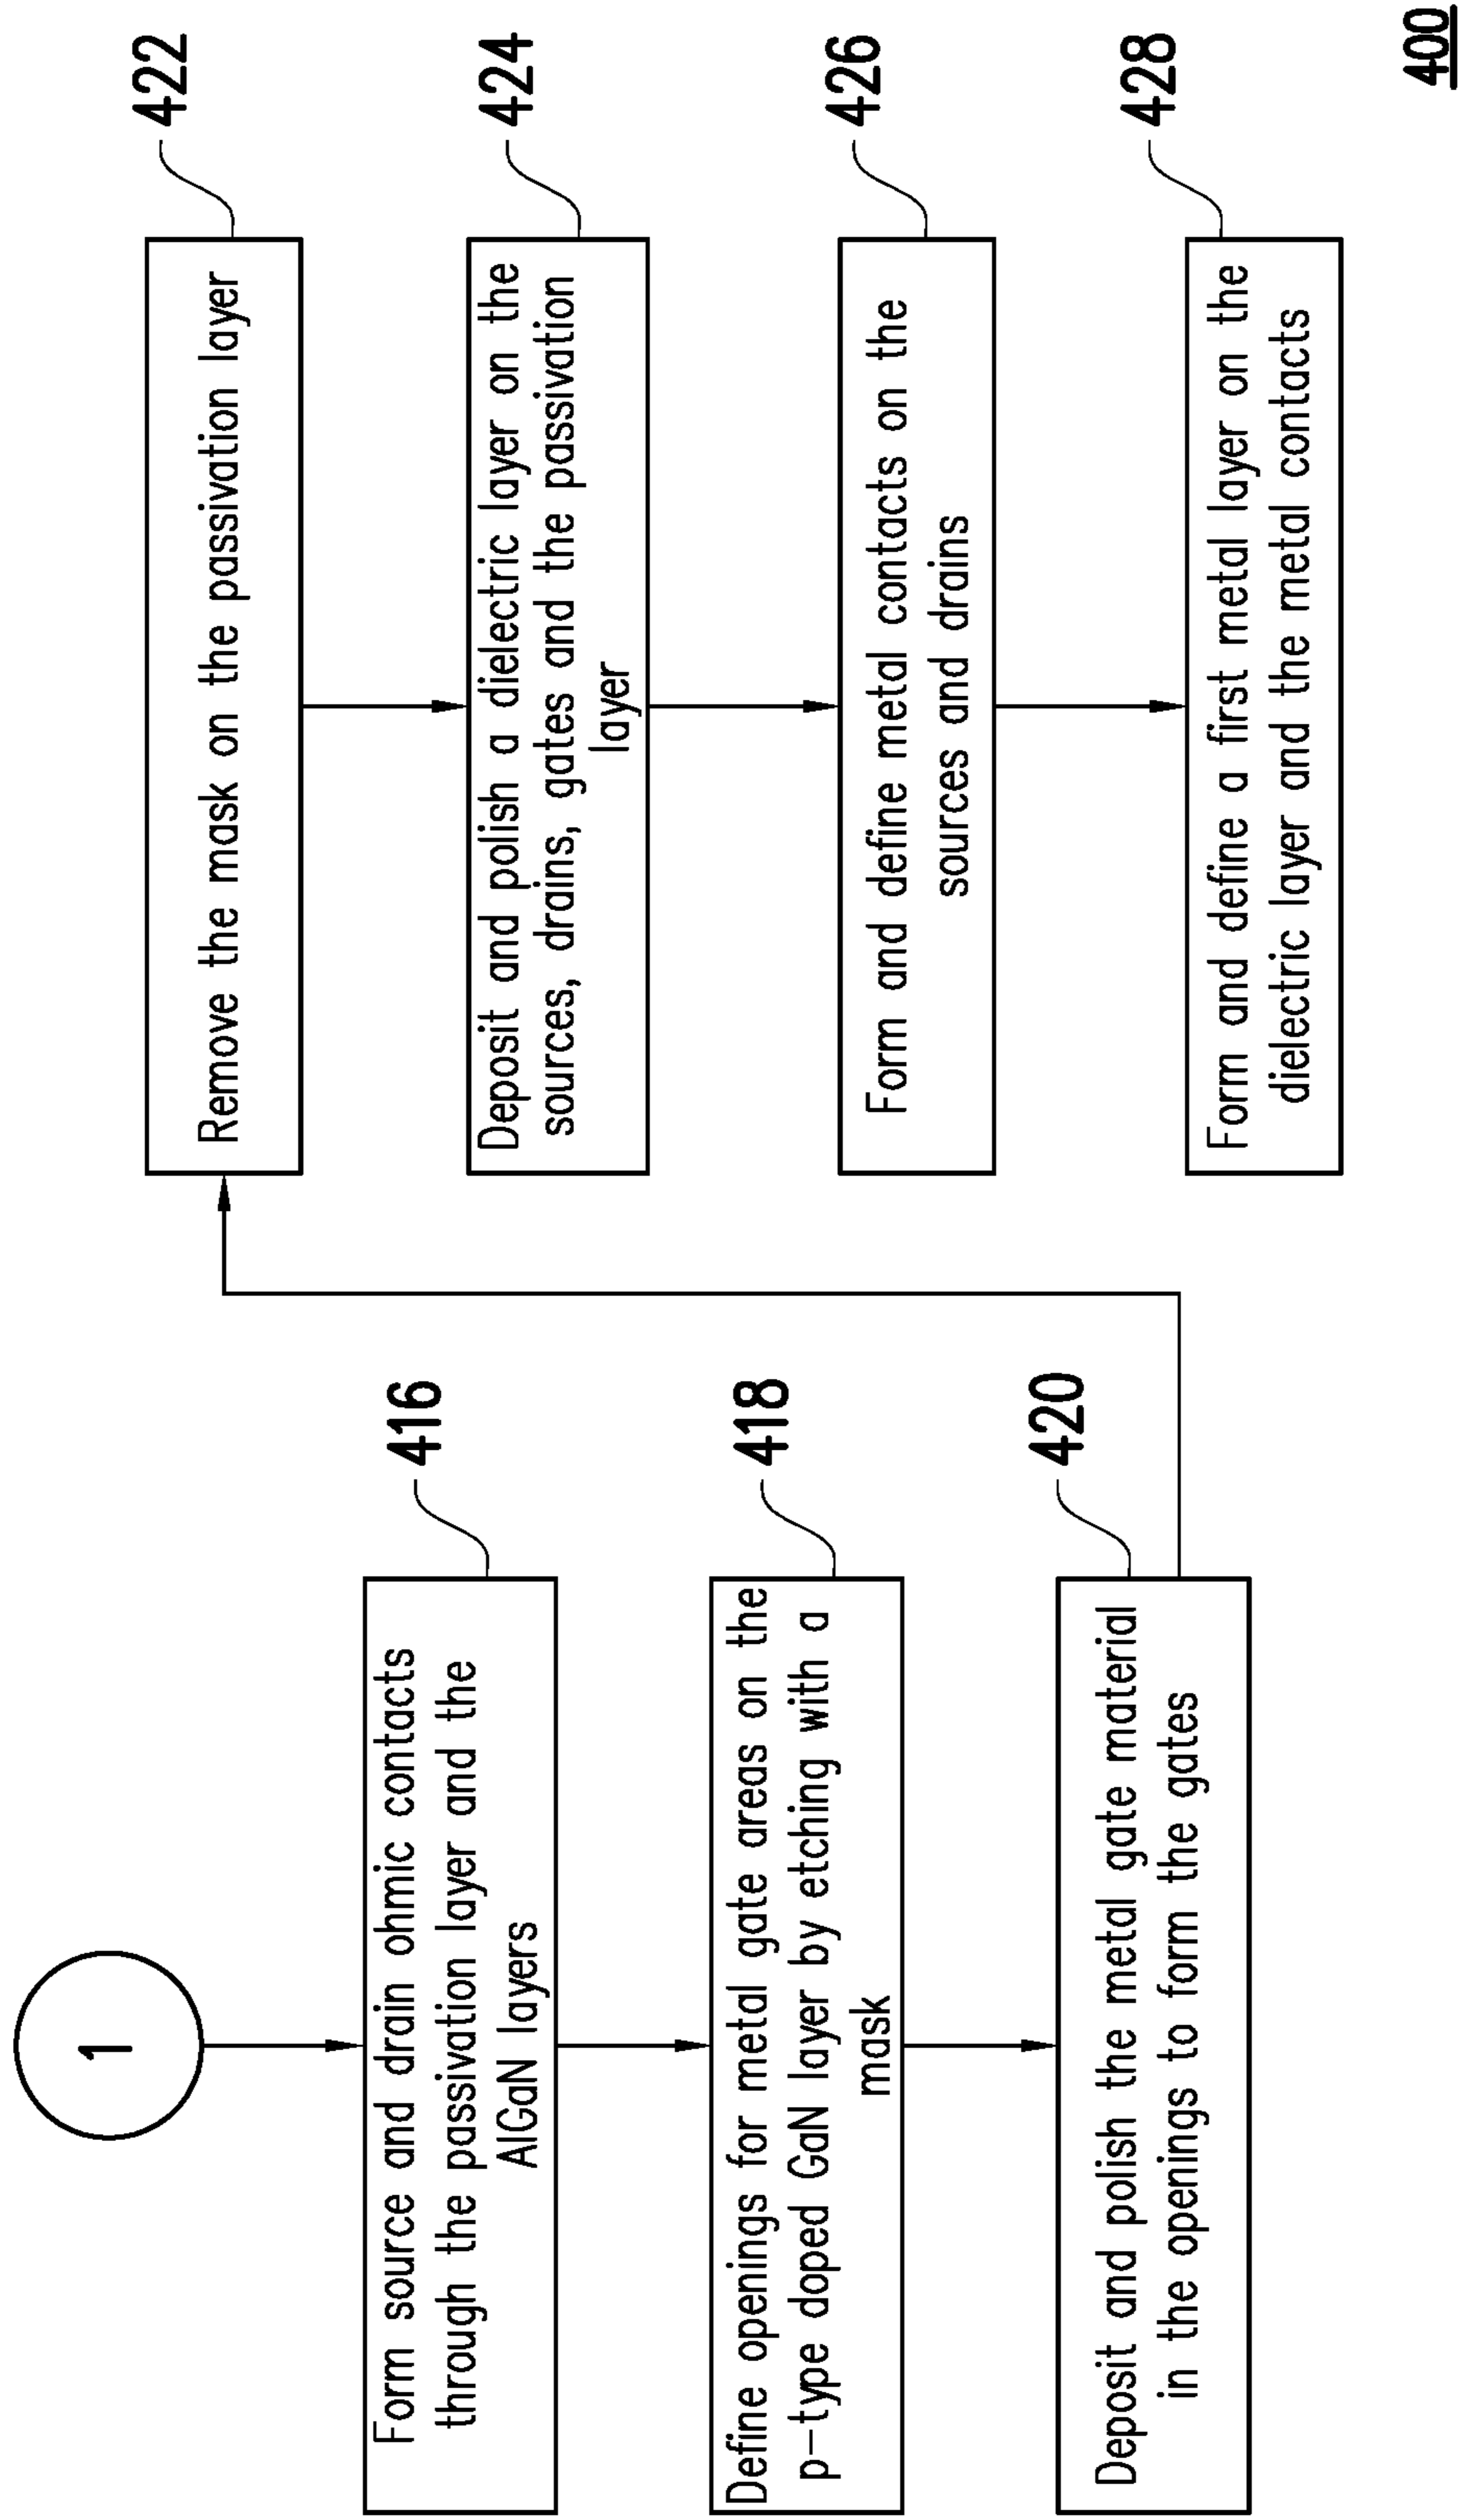 1
Form source and drain ohmic contacts
through the passivation layer and the
AlGaN layers
416
Define openings for metal gate areas on the
p-type doped GaN layer by etching with a
mask
418
Deposit and polish the metal gate material
in the openings to form the gates
420
Remove the mask on the passivation layer
422
Deposit and polish a dielectric layer on the
sources, drains, gates and the passivation
layer
424
Form and define metal contacts on the
sources and drains
426
Form and define a first metal layer on the
dielectric layer and the metal contacts
428
400